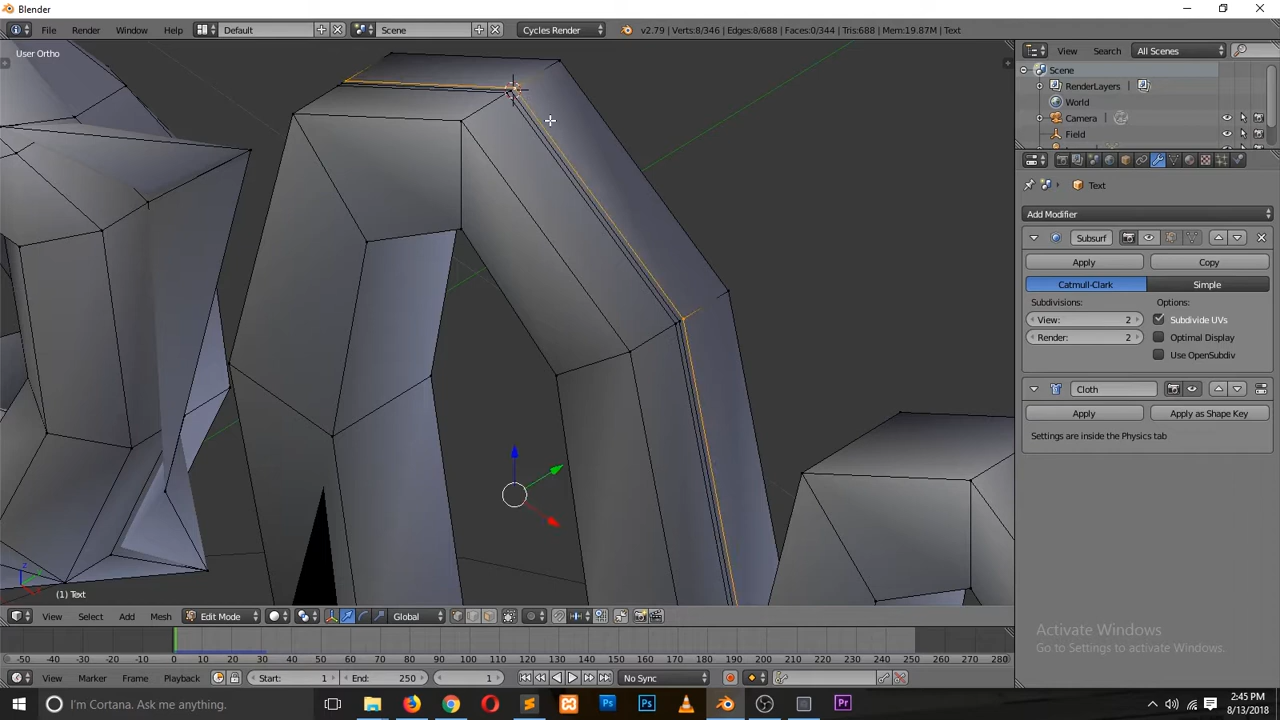 Blender
File Render Window Help Default Scene Cycles Render v2.79 | Verts:8/346 | Edges:8/688 | Faces:0/344 | Tris:688 | Mem:19.87M | Text
View Search All Scenes
User Ortho
Scene
RenderLayers
World
Camera
Field
Text
Add Modifier
Subsurf
Apply Copy
Catmull-Clark Simple
Subdivisions: Options:
View: 2 Subdivide UVs
Render: 2 Optimal Display
Use OpenSubdiv
Cloth
Apply Apply as Shape Key
Settings are inside the Physics tab
(1) Text
View Select Add Mesh Edit Mode Global
Activate Windows
Go to Settings to activate Windows.
-50 -40 -30 -20 -10 0 10 20 30 40 50 60 70 80 90 100 110 120 130 140 150 160 170 180 190 200 210 220 230 240 250 260 270 280
View Marker Frame Playback Start: 1 End: 250 1 No Sync
I'm Cortana. Ask me anything.
2:45 PM
8/13/2018